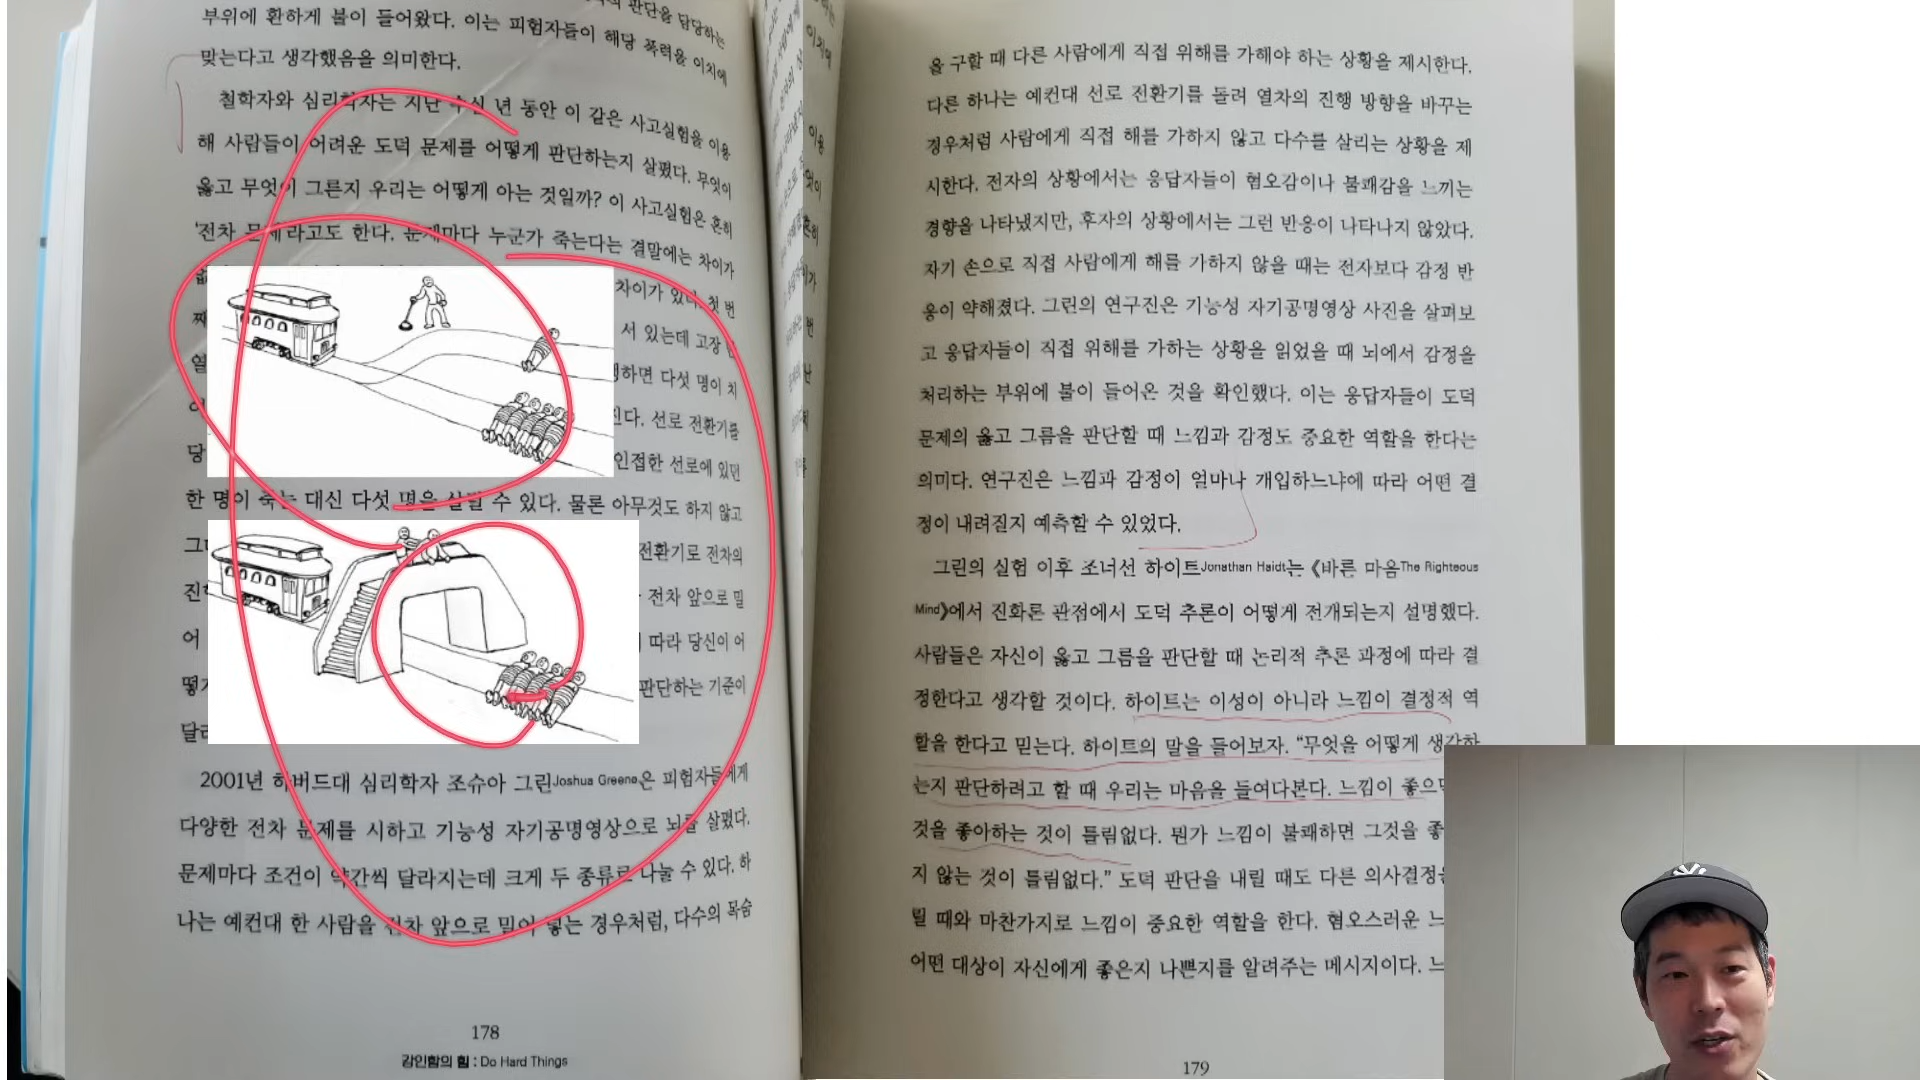 판단을 담당하는
부위에 환하게 불이 들어왔다. 이는 피험자들이 해당 폭력을 이치에
맞는다고 생각했음을 의미한다.
철학자와 심리학자는 지난 수십 년 동안 이 같은 사고실험을 이용
해 사람들이 어려운 도덕 문제를 어떻게 판단하는지 살폈다. 무엇이
옳고 무엇이 그른지 우리는 어떻게 아는 것일까? 이 사고실험은 흔히
'전차 문제'라고도 한다. 문제마다 누군가 죽는다는 결말에는 차이가
차이가 있다. 첫 번
째
서 있는데 고장 난
하면 다섯 명이 치
진다. 선로 전환기를
당
인접한 선로에 있던
한 명이 죽는 대신 다섯 명을 살릴 수 있다. 물론 아무것도 하지 않고
전환기로 전차의
전차 앞으로 밀
어
따라 당신이 어
떻게
판단하는 기준이
2001년 하버드대 심리학자 조슈아 그린Joshua Greene은 피험자들에게
다양한 전차 문제를 제시하고 기능성 자기공명영상으로 뇌를 살폈다.
문제마다 조건이 약간씩 달라지는데 크게 두 종류로 나눌 수 있다. 하
나는 예컨대 한 사람을 전차 앞으로 밀어 넣는 경우처럼, 다수의 목숨
178
강인함의 힘 : Do Hard Things
을 구할 때 다른 사람에게 직접 위해를 가해야 하는 상황을 제시한다.
다른 하나는 예컨대 선로 전환기를 돌려 열차의 진행 방향을 바꾸는
경우처럼 사람에게 직접 해를 가하지 않고 다수를 살리는 상황을 제
시한다. 전자의 상황에서는 응답자들이 혐오감이나 불쾌감을 느끼는
경향을 나타냈지만, 후자의 상황에서는 그런 반응이 나타나지 않았다.
자기 손으로 직접 사람에게 해를 가하지 않을 때는 전자보다 감정 반
응이 약해졌다. 그린의 연구진은 기능성 자기공명영상 사진을 살펴보
고 응답자들이 직접 위해를 가하는 상황을 읽었을 때 뇌에서 감정을
처리하는 부위에 불이 들어온 것을 확인했다. 이는 응답자들이 도덕
문제의 옳고 그름을 판단할 때 느낌과 감정도 중요한 역할을 한다는
의미다. 연구진은 느낌과 감정이 얼마나 개입하느냐에 따라 어떤 결
정이 내려질지 예측할 수 있었다.
그린의 실험 이후 조너선 하이트Jonathan Haidt는 《바른 마음The Righteous
Mind》에서 진화론 관점에서 도덕 추론이 어떻게 전개되는지 설명했다.
사람들은 자신이 옳고 그름을 판단할 때 논리적 추론 과정에 따라 결
정한다고 생각할 것이다. 하이트는 이성이 아니라 느낌이 결정적 역
할을 한다고 믿는다. 하이트의 말을 들어보자. "무엇을 어떻게 생각하
는지 판단하려고 할 때 우리는 마음을 들여다본다. 느낌이 좋으면
것을 좋아하는 것이 틀림없다. 뭔가 느낌이 불쾌하면 그것을 좋
지 않는 것이 틀림없다." 도덕 판단을 내릴 때도 다른 의사결정을
릴 때와 마찬가지로 느낌이 중요한 역할을 한다. 혐오스러운 느
어떤 대상이 자신에게 좋은지 나쁜지를 알려주는 메시지이다. 느
179